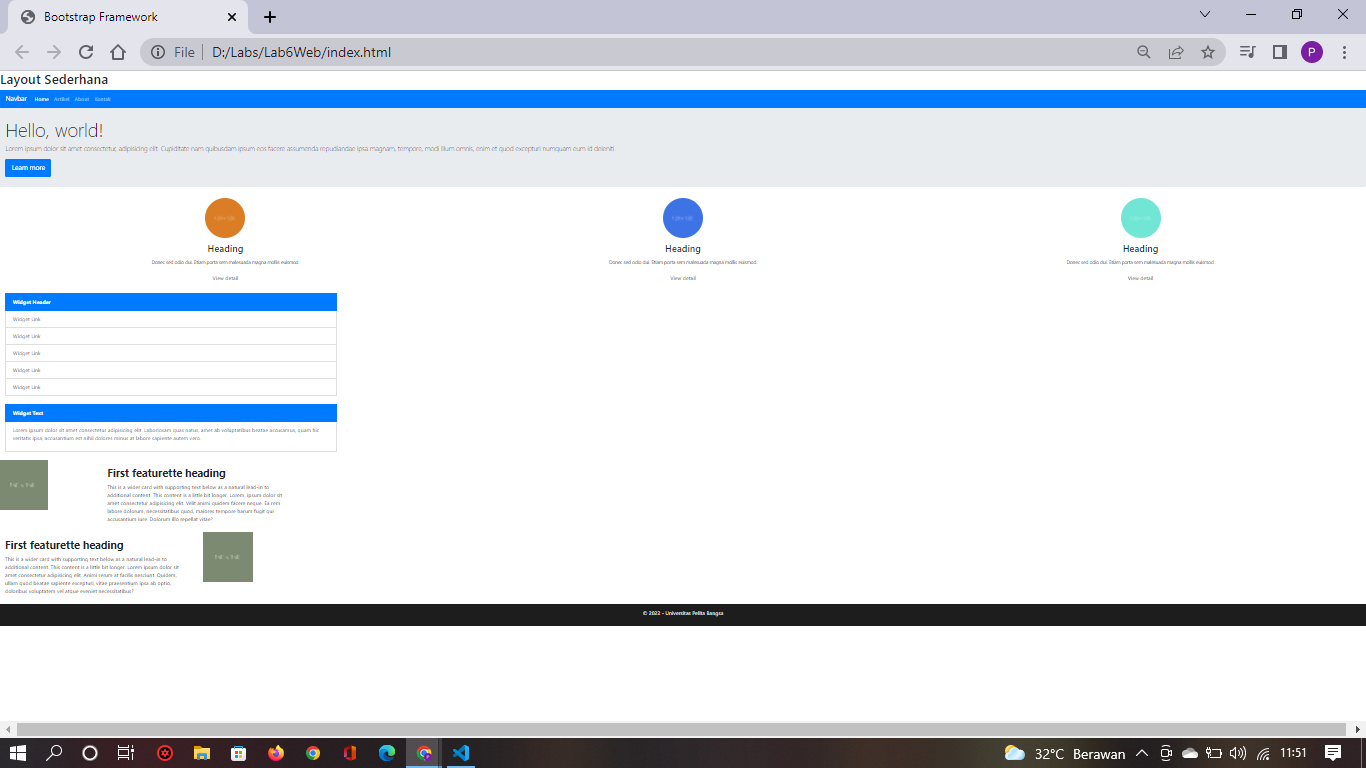 Bootstrap Framework
File
D:/Labs/Lab6Web/index.html
P
Layout Sederhana
Navbar Home Artikel About Kontak
Hello, world!
Lorem ipsum dolor sit amet consectetur, adipisicing elit. Cupiditate nam quibusdam ipsum eos facere assumenda repudiandae ipsa magnam, tempore, modi illum omnis, enim et quod excepturi numquam eum id deleniti.
Learn more
Heading
Donec sed odio dui. Etiam porta sem malesuada magna mollis euismod.
View detail
Heading
Donec sed odio dui. Etiam porta sem malesuada magna mollis euismod.
View detail
Heading
Donec sed odio dui. Etiam porta sem malesuada magna mollis euismod.
View detail
Widget Header
Widget Link
Widget Link
Widget Link
Widget Link
Widget Link
Widget Text
Lorem ipsum dolor sit amet consectetur adipisicing elit. Laboriosam quas natus, amet ab voluptatibus beatae accusamus, quam hic
veritatis ipsa, accusantium est nihil dolores minus at labore sapiente autem vero.
First featurette heading
This is a wider card with supporting text below as a natural lead-in to
additional content. This content is a little bit longer. Lorem, ipsum dolor sit
amet consectetur adipisicing elit. Velit animi quidem facere neque. Ea rem
labore dolorum, necessitatibus quod, maiores tempore harum fugit qui
accusantium iure. Dolorum illo repellat vitae?
First featurette heading
This is a wider card with supporting text below as a natural lead-in to
additional content. This content is a little bit longer. Lorem ipsum dolor sit
amet consectetur adipisicing elit. Animi rerum at facilis nesciunt. Quidem,
ullam quod beatae sapiente excepturi, vitae praesentium ipsa ab optio,
doloribus voluptatem vel atque eveniet necessitatibus?
© 2022 - Universitas Pelita Bangsa
32°C Berawan
11:51